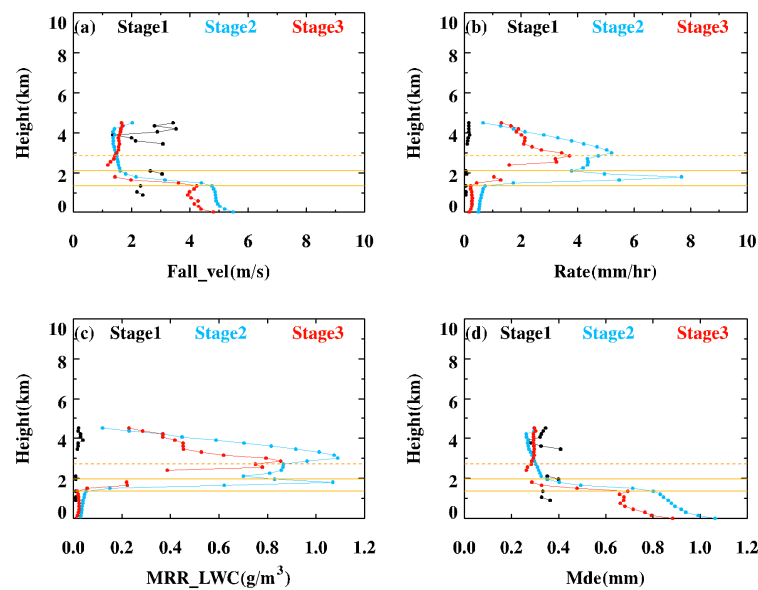 (a) Stage1 Stage2 Stage3
10
8
6
4
2
0
Height(km)
0 2 4 6 8 10
Fall_vel(m/s)
(b) Stage1 Stage2 Stage3
10
8
6
4
2
0
Height(km)
0 2 4 6 8 10
Rate(mm/hr)
(c) Stage1 Stage2 Stage3
10
8
6
4
2
0
Height(km)
0.0 0.2 0.4 0.6 0.8 1.0 1.2
MRR_LWC(g/m³)
(d) Stage1 Stage2 Stage3
10
8
6
4
2
0
Height(km)
0.0 0.2 0.4 0.6 0.8 1.0 1.2
Mde(mm)